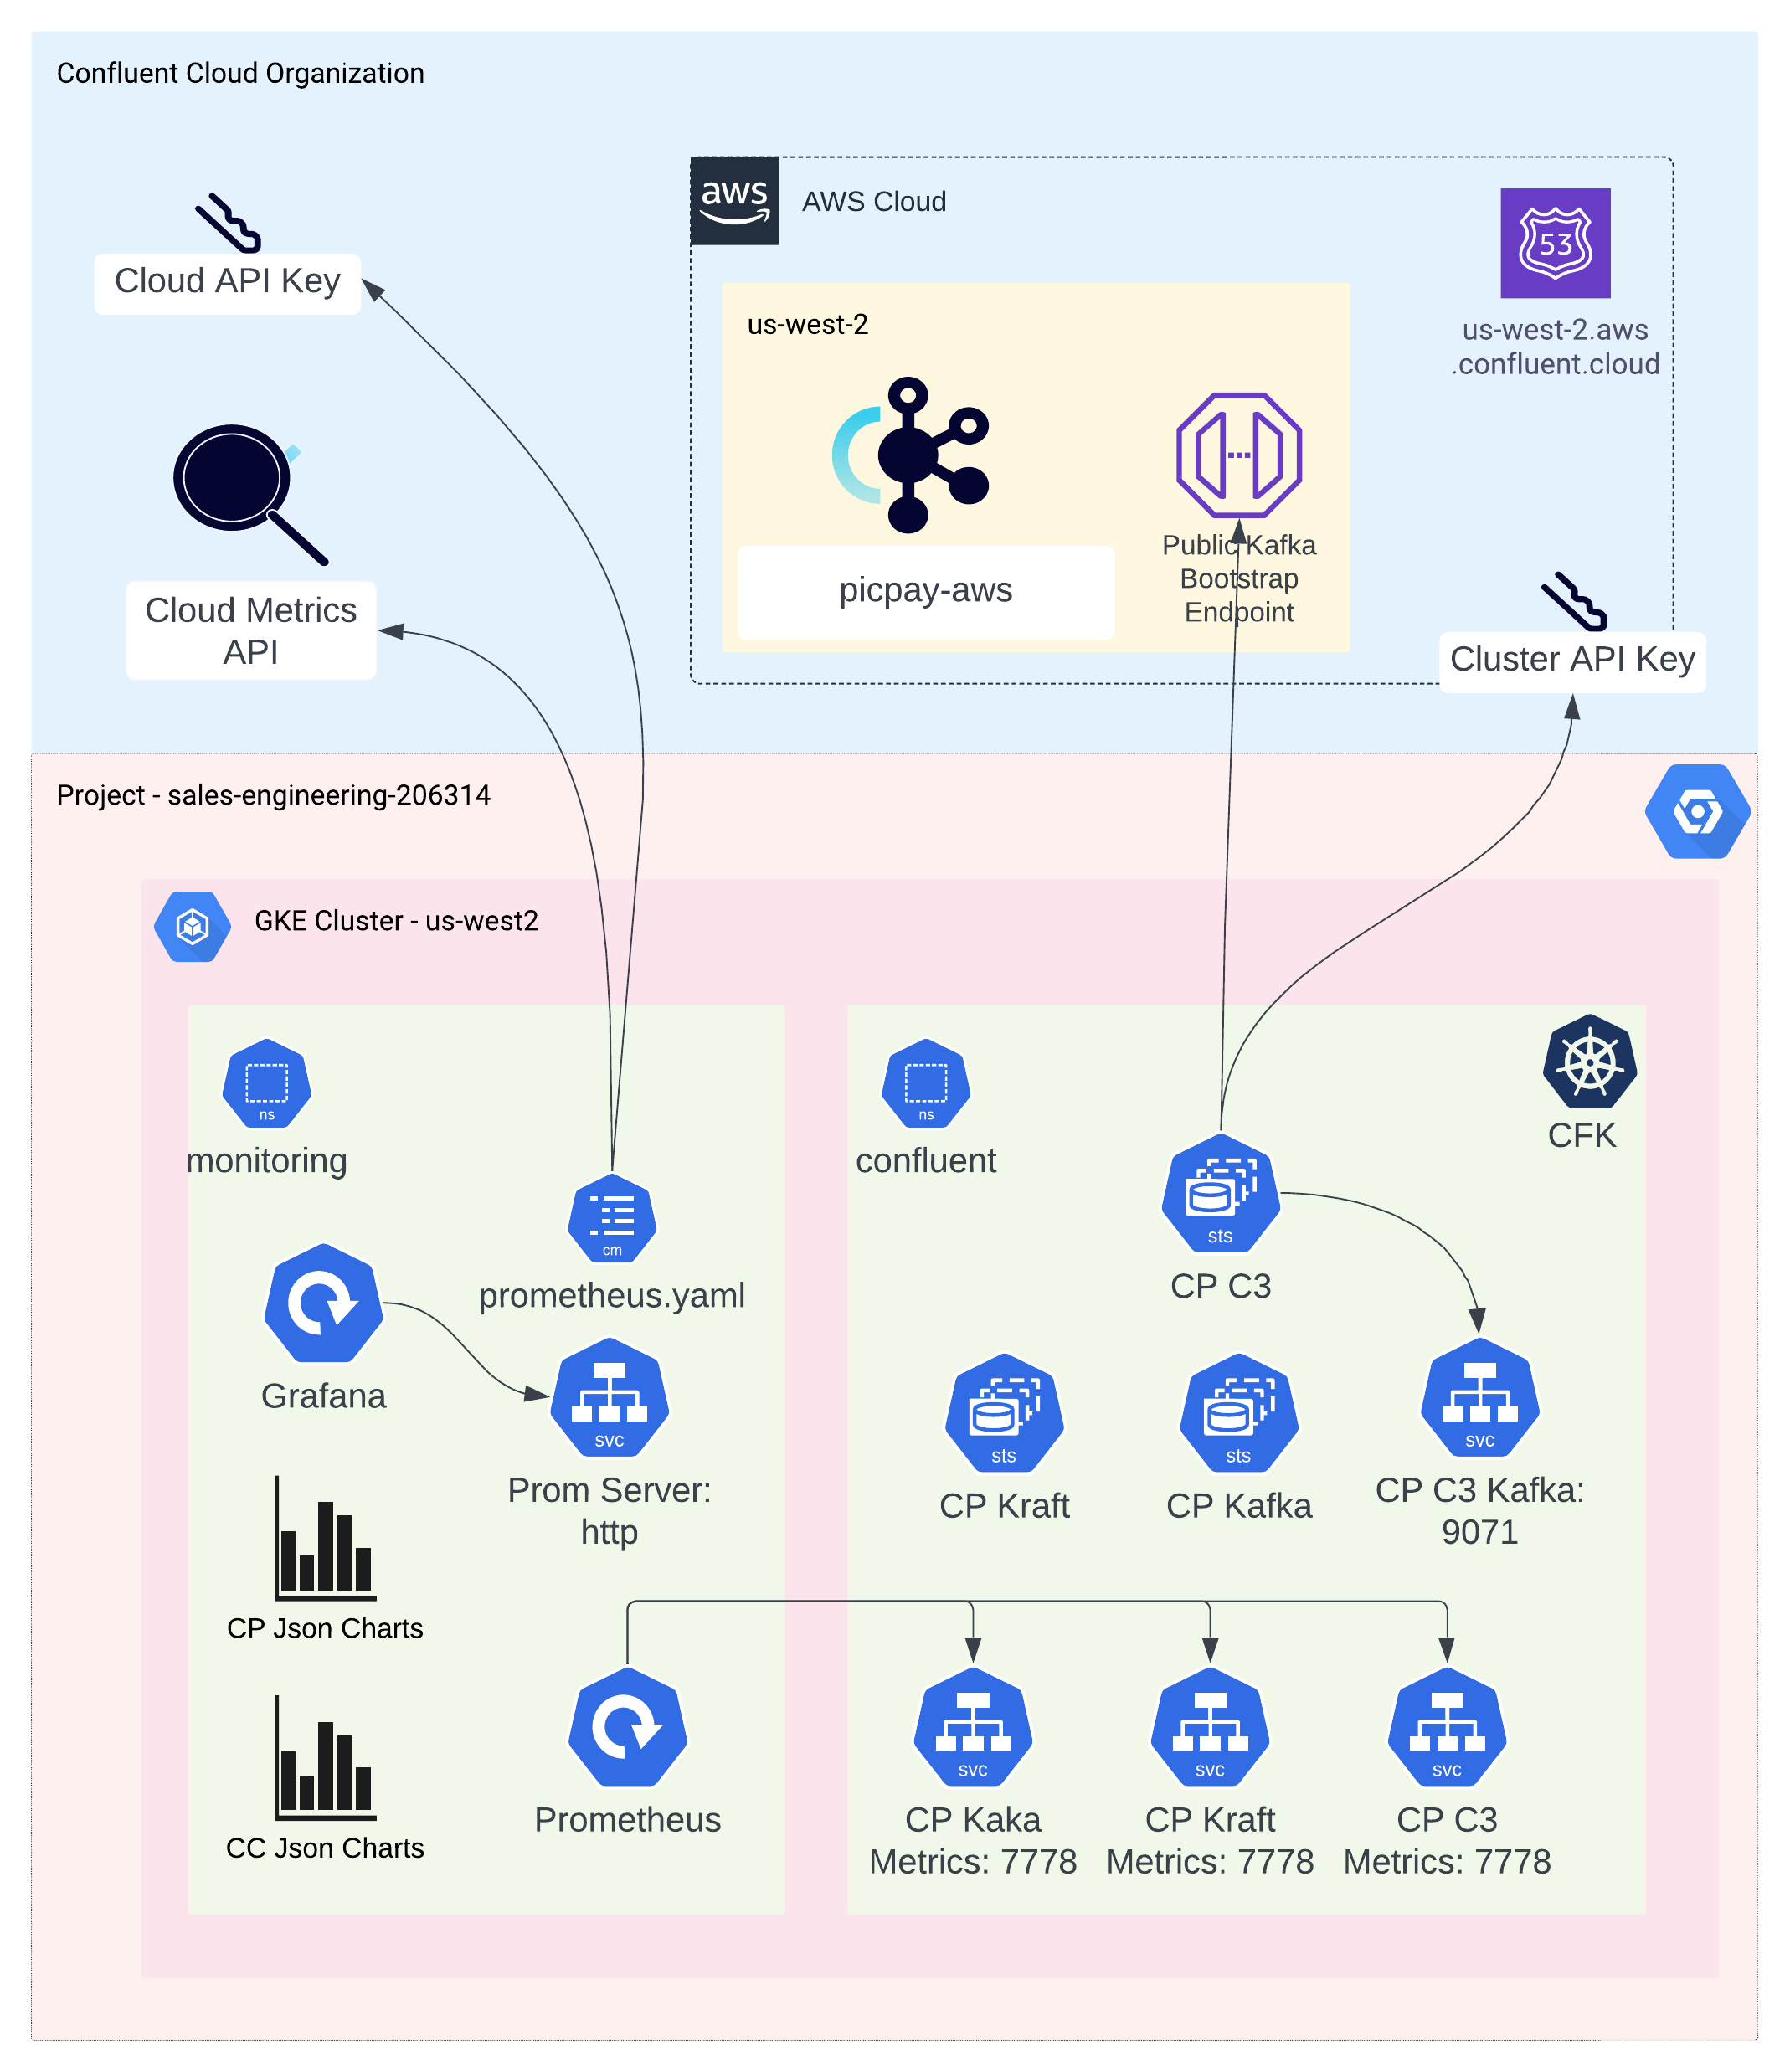 Confluent Cloud Organization
aws
AWS Cloud
53
us-west-2.aws
.confluent.cloud
Cloud API Key
us-west-2
Cloud Metrics
API
picpay-aws
Public Kafka
Bootstrap
Endpoint
Cluster API Key
Project - sales-engineering-206314
GKE Cluster - us-west2
ns
monitoring
cm
prometheus.yaml
Grafana
svc
Prom Server:
http
CP Json Charts
CC Json Charts
Prometheus
ns
confluent
CFK
sts
CP C3
sts
CP Kraft
sts
CP Kafka
svc
CP C3 Kafka:
9071
svc
CP Kaka
Metrics: 7778
svc
CP Kraft
Metrics: 7778
svc
CP C3
Metrics: 7778